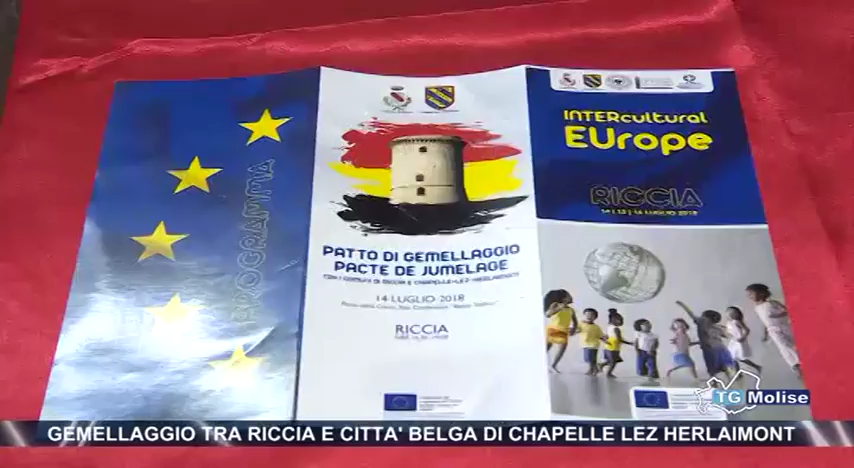 PROGRAMMA
PATTO DI GEMELLAGGIO
PACTE DE JUMELAGE
14 LUGLIO 2018
RICCIA
INTERcultural
EUrope
RICCIA
TG Molise
GEMELLAGGIO TRA RICCIA E CITTA' BELGA DI CHAPELLE LEZ HERLAIMONT